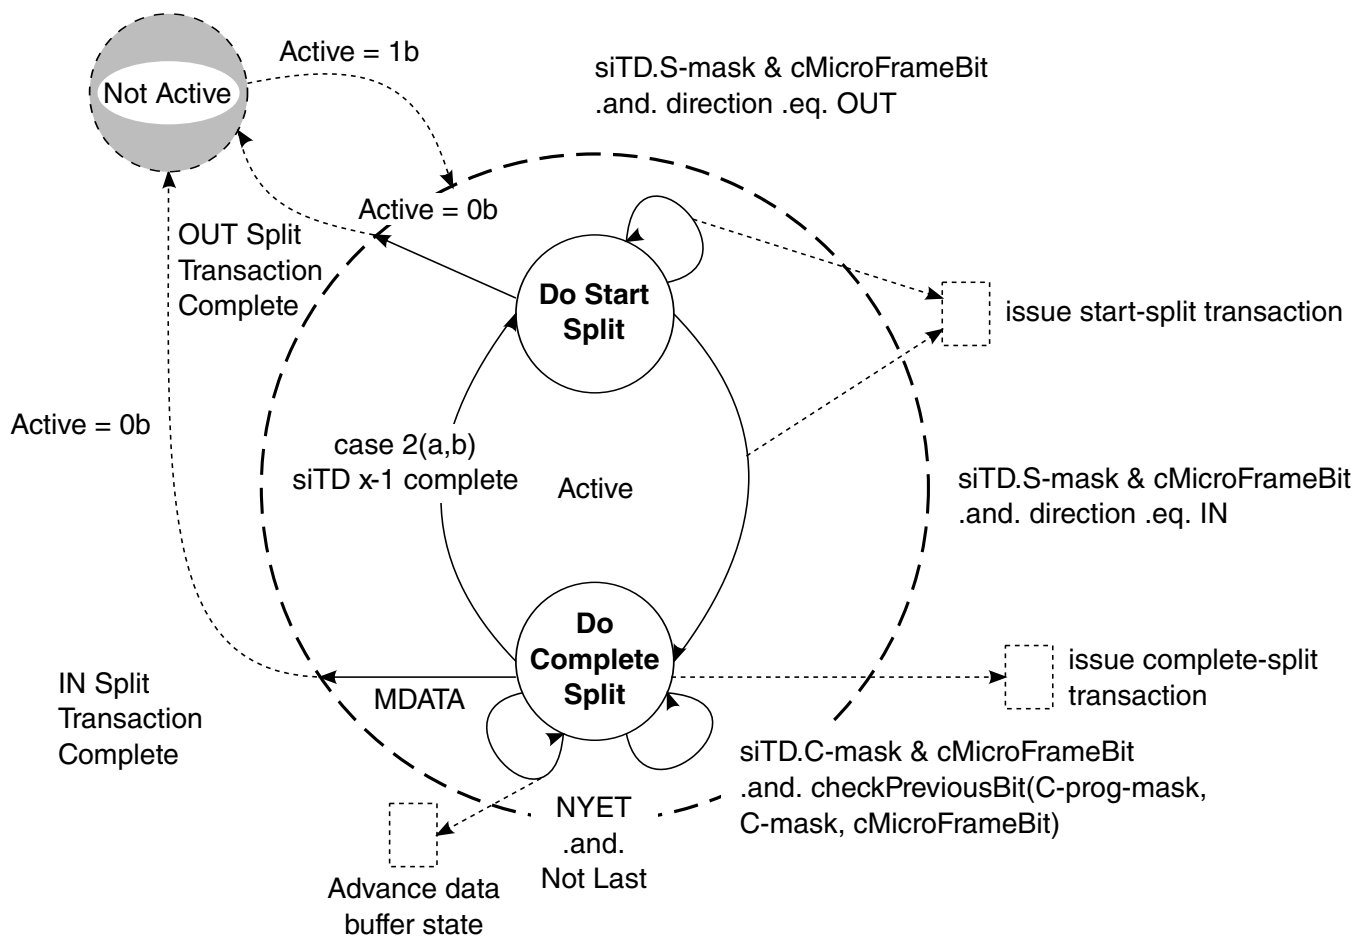 Active = 1b
Not Active
siTD.S-mask & cMicroFrameBit
.and. direction .eq. OUT
Active = 0b
OUT Split
Transaction
Complete
Do Start
Split
issue start-split transaction
Active = 0b
case 2(a,b)
siTD x-1 complete
Active
siTD.S-mask & cMicroFrameBit
.and. direction .eq. IN
Do
Complete
Split
issue complete-split
transaction
IN Split
Transaction
Complete
MDATA
siTD.C-mask & cMicroFrameBit
.and. checkPreviousBit(C-prog-mask,
C-mask, cMicroFrameBit)
NYET
.and.
Not Last
Advance data
buffer state